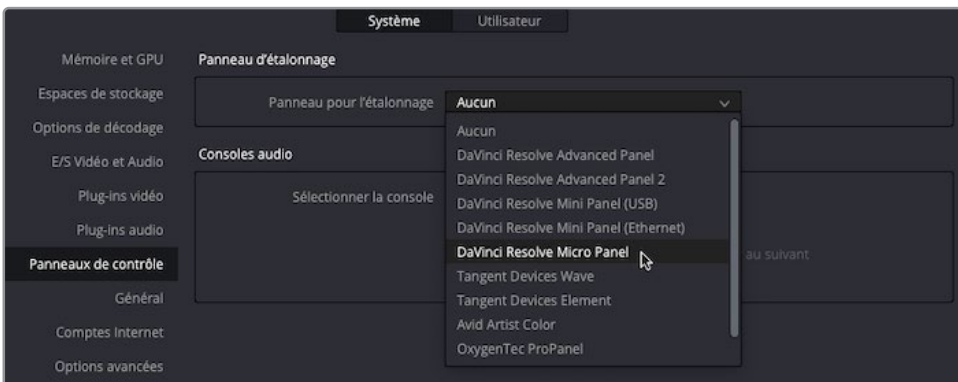 Système Utilisateur
Mémoire et GPU
Panneau d'étalonnage
Espaces de stockage
Panneau pour l'étalonnage Aucun
Options de décodage
Aucun
E/S Vidéo et Audio
Consoles audio
DaVinci Resolve Advanced Panel
DaVinci Resolve Advanced Panel 2
Plug-ins vidéo
Sélectionner la console
DaVinci Resolve Mini Panel (USB)
Plug-ins audio
DaVinci Resolve Mini Panel (Ethernet)
Panneaux de contrôle
DaVinci Resolve Micro Panel
au suivant
Tangent Devices Wave
Général
Tangent Devices Element
Comptes Internet
Avid Artist Color
OxygenTec ProPanel
Options avancées